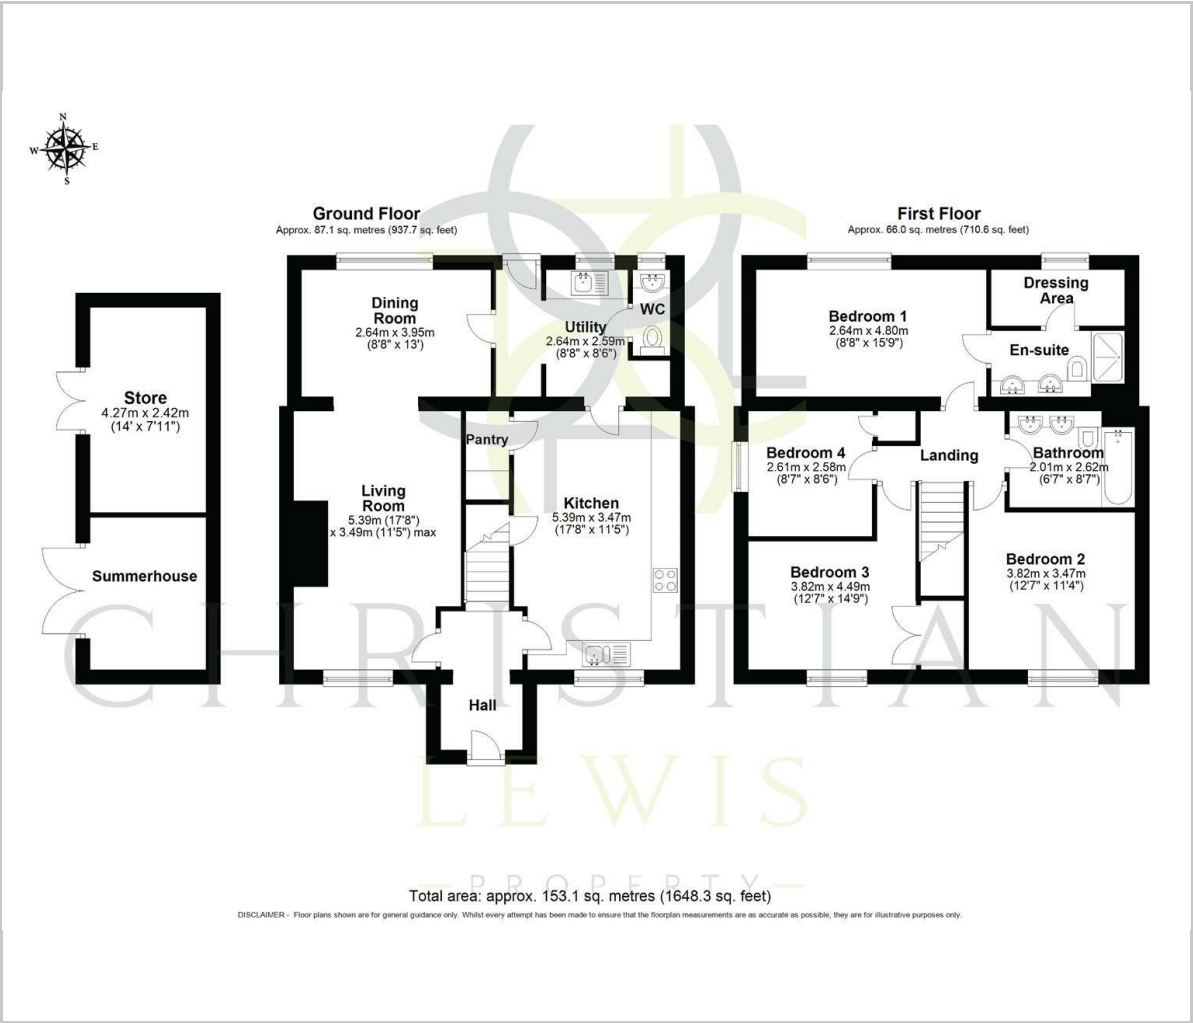 N
W E
S
Ground Floor
Approx. 87.1 sq. metres (937.7 sq. feet)
First Floor
Approx. 66.0 sq. metres (710.6 sq. feet)
Dining
Room
2.64m x 3.95m
(8'8" x 13')
Utility
2.64m x 2.59m
(8'8" x 8'6")
WC
Store
4.27m x 2.42m
(14' x 7'11")
Pantry
Living
Room
5.39m (17'8")
x 3.49m (11'5") max
Kitchen
5.39m x 3.47m
(17'8" x 11'5")
Summerhouse
Hall
Bedroom 1
2.64m x 4.80m
(8'8" x 15'9")
Dressing
Area
En-suite
Bedroom 4
2.61m x 2.58m
(8'7" x 8'6")
Landing
Bathroom
2.01m x 2.62m
(6'7" x 8'7")
Bedroom 3
3.82m x 4.49m
(12'7" x 14'9")
Bedroom 2
3.82m x 3.47m
(12'7" x 11'4")
CHRISTIAN
LEWIS
PROPERTY
Total area: approx. 153.1 sq. metres (1648.3 sq. feet)
DISCLAIMER - Floor plans shown are for general guidance only. Whilst every attempt has been made to ensure that the floorplan measurements are as accurate as possible, they are for illustrative purposes only.